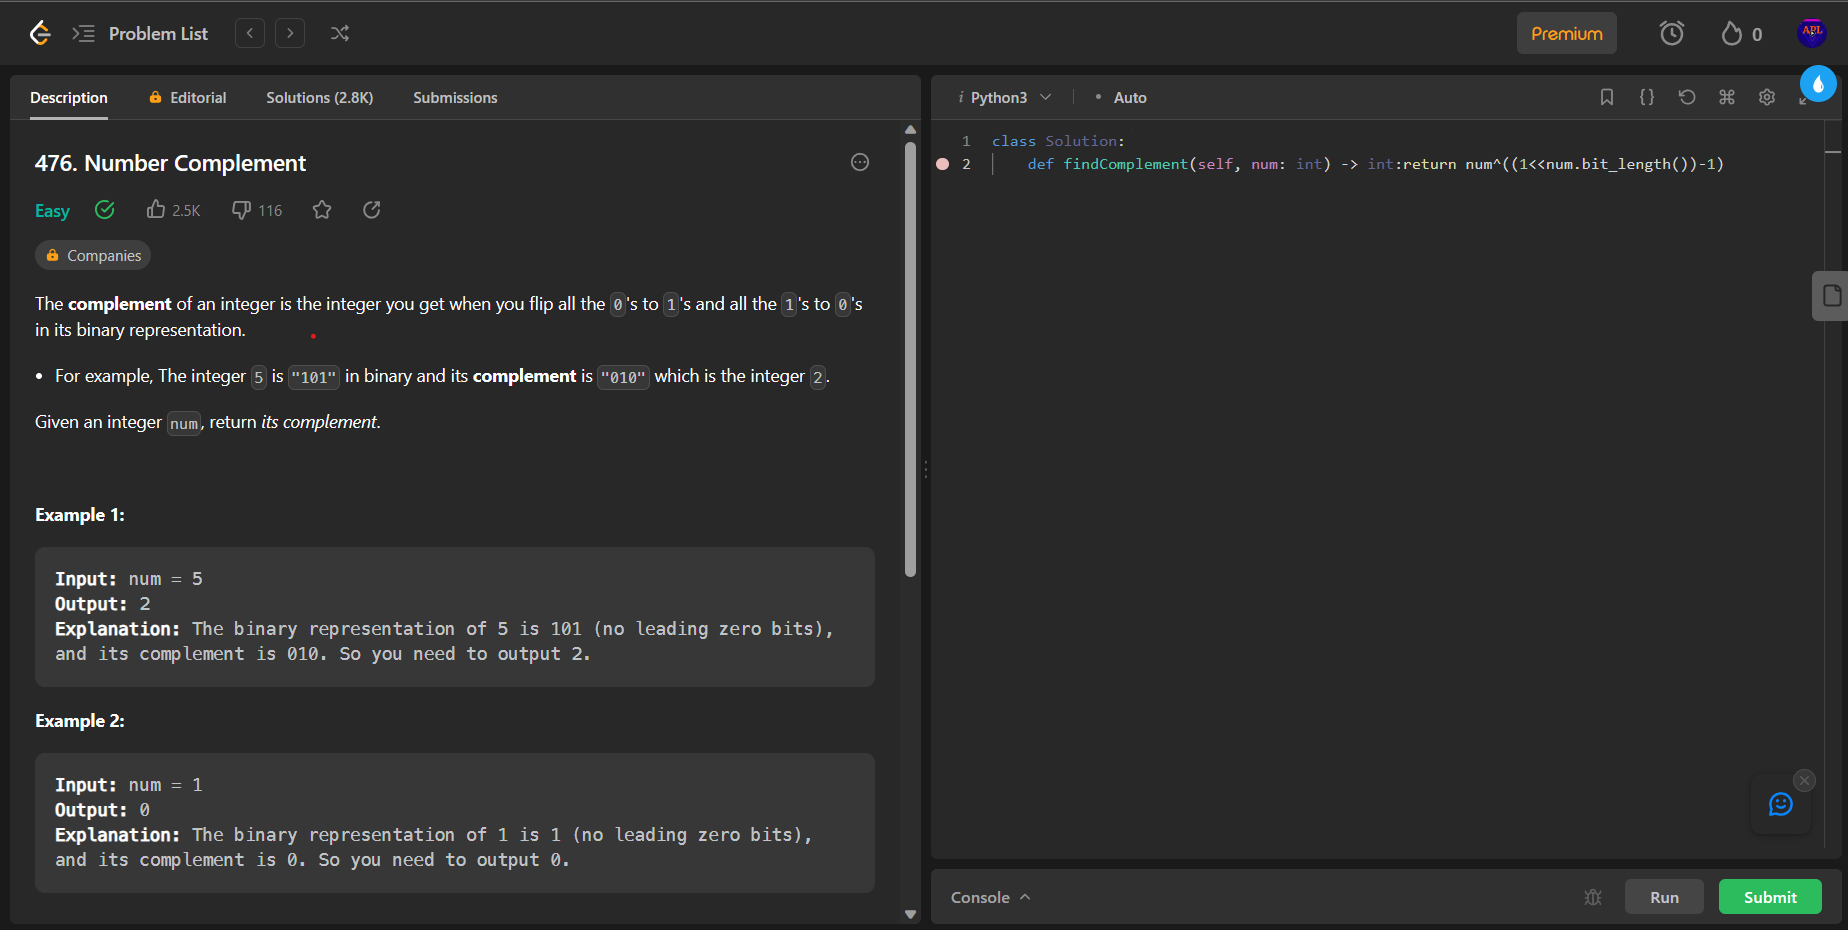 Problem List
Premium
0
APL
Description
Editorial
Solutions (2.8K)
Submissions
476. Number Complement
Easy
2.5K
116
Companies
The complement of an integer is the integer you get when you flip all the 0's to 1's and all the 1's to 0's
in its binary representation.
• For example, The integer 5 is "101" in binary and its complement is "010" which is the integer 2.
Given an integer num, return its complement.
Example 1:
Input: num = 5
Output: 2
Explanation: The binary representation of 5 is 101 (no leading zero bits),
and its complement is 010. So you need to output 2.
Example 2:
Input: num = 1
Output: 0
Explanation: The binary representation of 1 is 1 (no leading zero bits),
and its complement is 0. So you need to output 0.
i Python3
• Auto
1 class Solution:
2 def findComplement(self, num: int) -> int:return num^((1<<num.bit_length())-1)
Console
Run
Submit